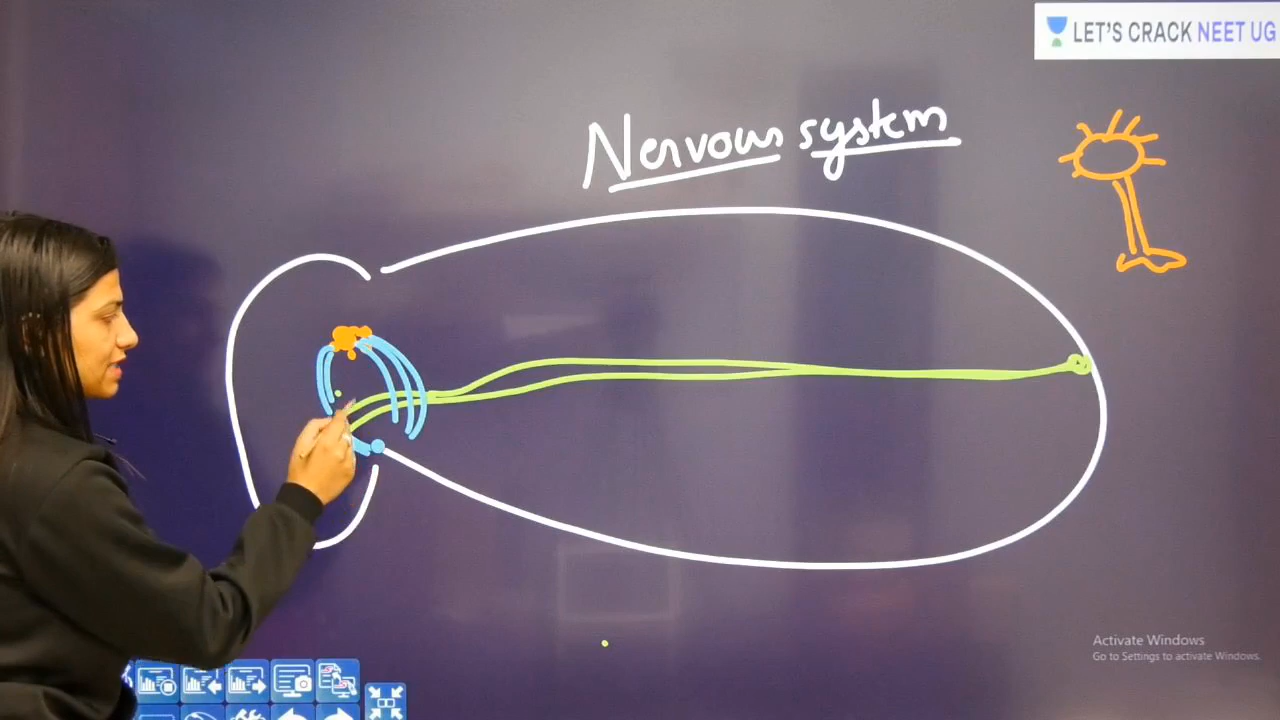 LET'S CRACK NEET UG
Nervous system
Activate Windows
Go to Settings to activate Windows.